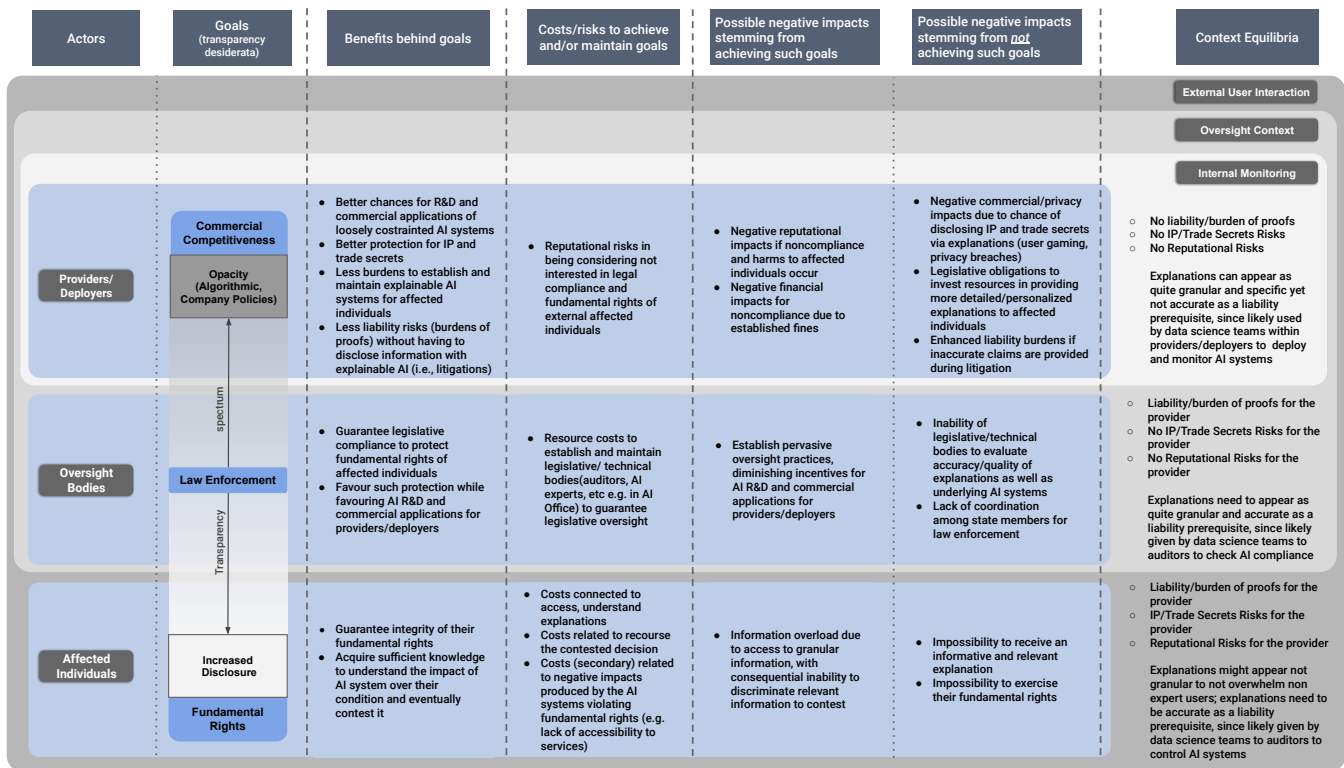 Actors
Goals
(transparency
desiderata)
Benefits behind goals
Costs/risks to achieve
and/or maintain goals
Possible negative impacts
stemming from
achieving such goals
Possible negative impacts
stemming from not
achieving such goals
Context Equilibria
External User Interaction
Oversight Context
Internal Monitoring
Providers/
Deployers
Commercial
Competitiveness
Opacity
(Algorithmic,
Company Policies)
● Better chances for R&D and
commercial applications of
loosely costrainted AI systems
● Better protection for IP and
trade secrets
● Less burdens to establish and
maintain explainable AI
systems for affected
individuals
● Less liability risks (burdens of
proofs) without having to
disclose information with
explainable AI (i.e., litigations)
● Reputational risks in
being considering not
interested in legal
compliance and
fundamental rights of
external affected
individuals
● Negative reputational
impacts if noncompliance
and harms to affected
individuals occur
● Negative financial
impacts for
noncompliance due to
established fines
● Negative commercial/privacy
impacts due to chance of
disclosing IP and trade secrets
via explanations (user gaming,
privacy breaches)
● Legislative obligations to
invest resources in providing
more detailed/personalized
explanations to affected
individuals
● Enhanced liability burdens if
inaccurate claims are provided
during litigation
○ No liability/burden of proofs
○ No IP/Trade Secrets Risks
○ No Reputational Risks
Explanations can appear as
quite granular and specific yet
not accurate as a liability
prerequisite, since likely used
by data science teams within
providers/deployers to deploy
and monitor AI systems
spectrum
Oversight
Bodies
Law Enforcement
● Guarantee legislative
compliance to protect
fundamental rights of
affected individuals
● Favour such protection while
favouring AI R&D and
commercial applications for
providers/deployers
● Resource costs to
establish and maintain
legislative/ technical
bodies(auditors, AI
experts, etc e.g. in AI
Office) to guarantee
legislative oversight
● Establish pervasive
oversight practices,
diminishing incentives for
AI R&D and commercial
applications for
providers/deployers
● Inability of
legislative/technical
bodies to evaluate
accuracy/quality of
explanations as well as
underlying AI systems
● Lack of coordination
among state members for
law enforcement
○ Liability/burden of proofs for the
provider
○ No IP/Trade Secrets Risks for the
provider
○ No Reputational Risks for the
provider
Explanations need to appear as
quite granular and accurate as a
liability prerequisite, since likely
given by data science teams to
auditors to check AI compliance
Transparency
Affected
Individuals
Increased
Disclosure
Fundamental
Rights
● Guarantee integrity of their
fundamental rights
● Acquire sufficient knowledge
to understand the impact of
AI system over their
condition and eventually
contest it
● Costs connected to
access, understand
explanations
● Costs related to recourse
the contested decision
● Costs (secondary) related
to negative impacts
produced by the AI
systems violating
fundamental rights (e.g.
lack of accessibility to
services)
● Information overload due
to access to granular
information, with
consequential inability to
discriminate relevant
information to contest
● Impossibility to receive an
informative and relevant
explanation
● Impossibility to exercise
their fundamental rights
○ Liability/burden of proofs for the
provider
○ IP/Trade Secrets Risks for the
provider
○ Reputational Risks for the provider
Explanations might appear not
granular to not overwhelm non
expert users; explanations need to
be accurate as a liability
prerequisite, since likely given by
data science teams to auditors to
control AI systems